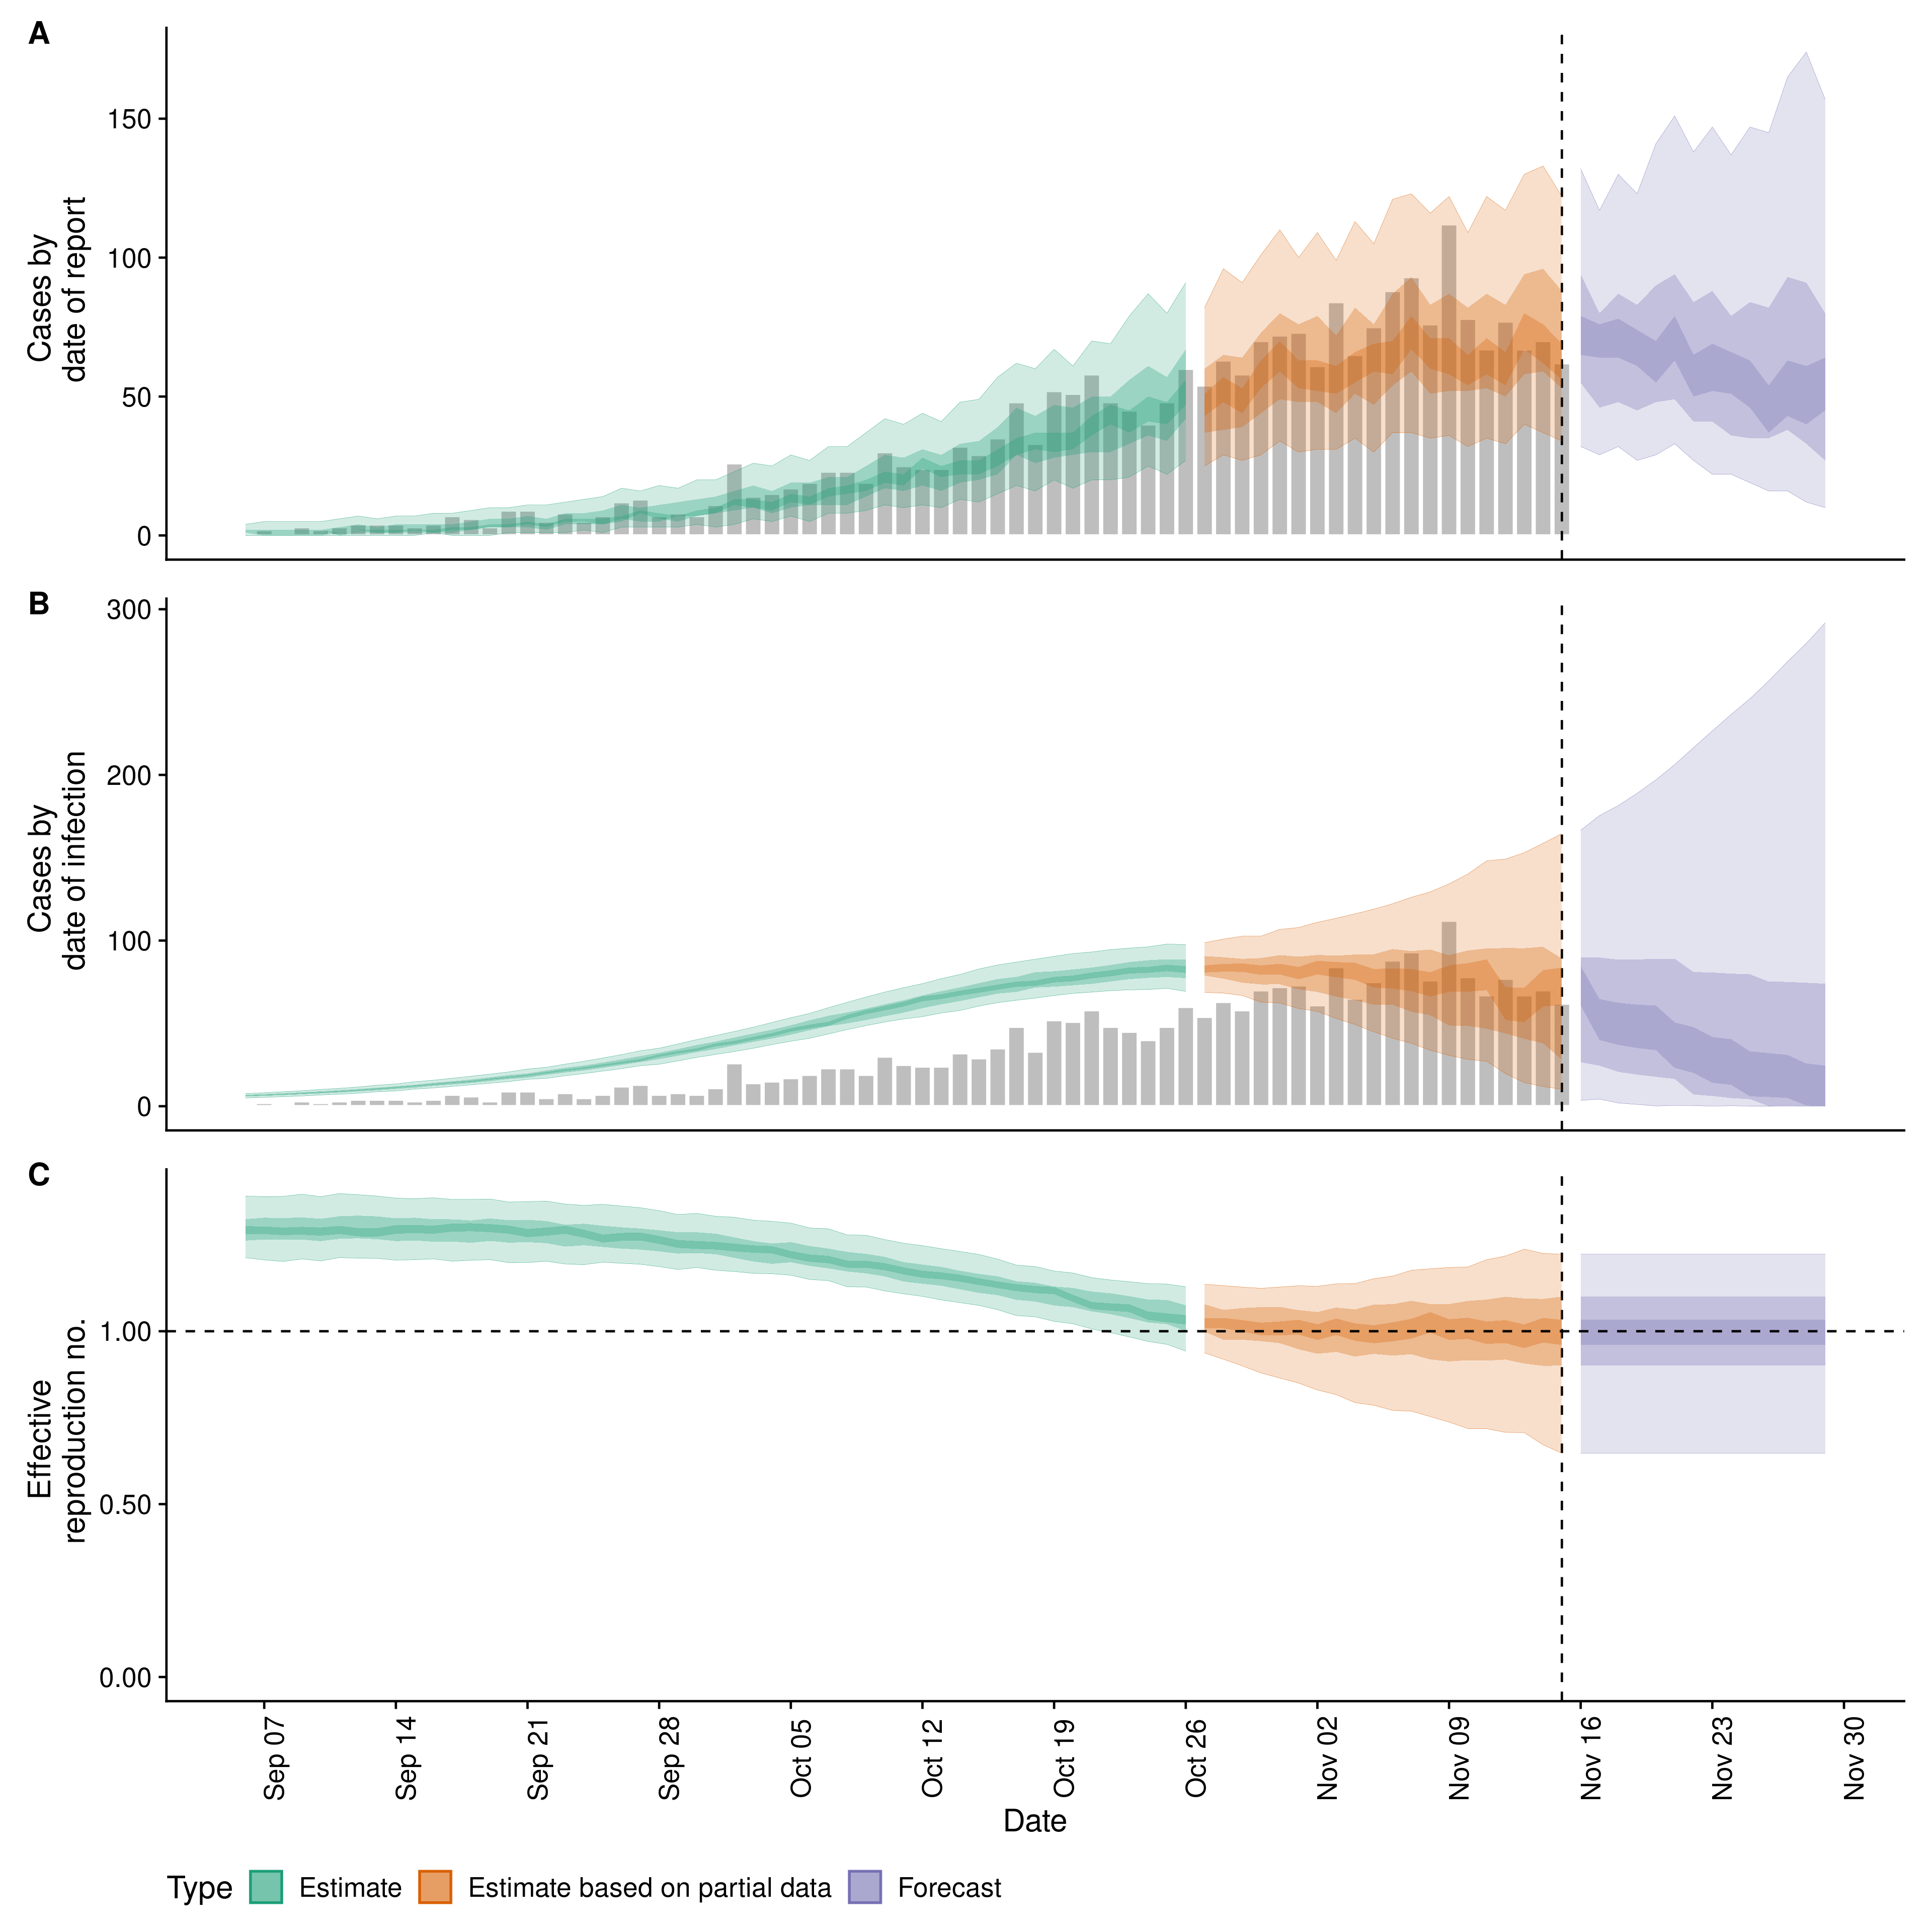 A
Cases by
date of report
150
100
50
0
B
Cases by
date of infection
300
200
100
0
C
Effective
reproduction no.
1.00
0.50
0.00
Sep 07
Sep 14
Sep 21
Sep 28
Oct 05
Oct 12
Oct 19
Oct 26
Nov 02
Nov 09
Nov 16
Nov 23
Nov 30
Date
Type Estimate Estimate based on partial data Forecast